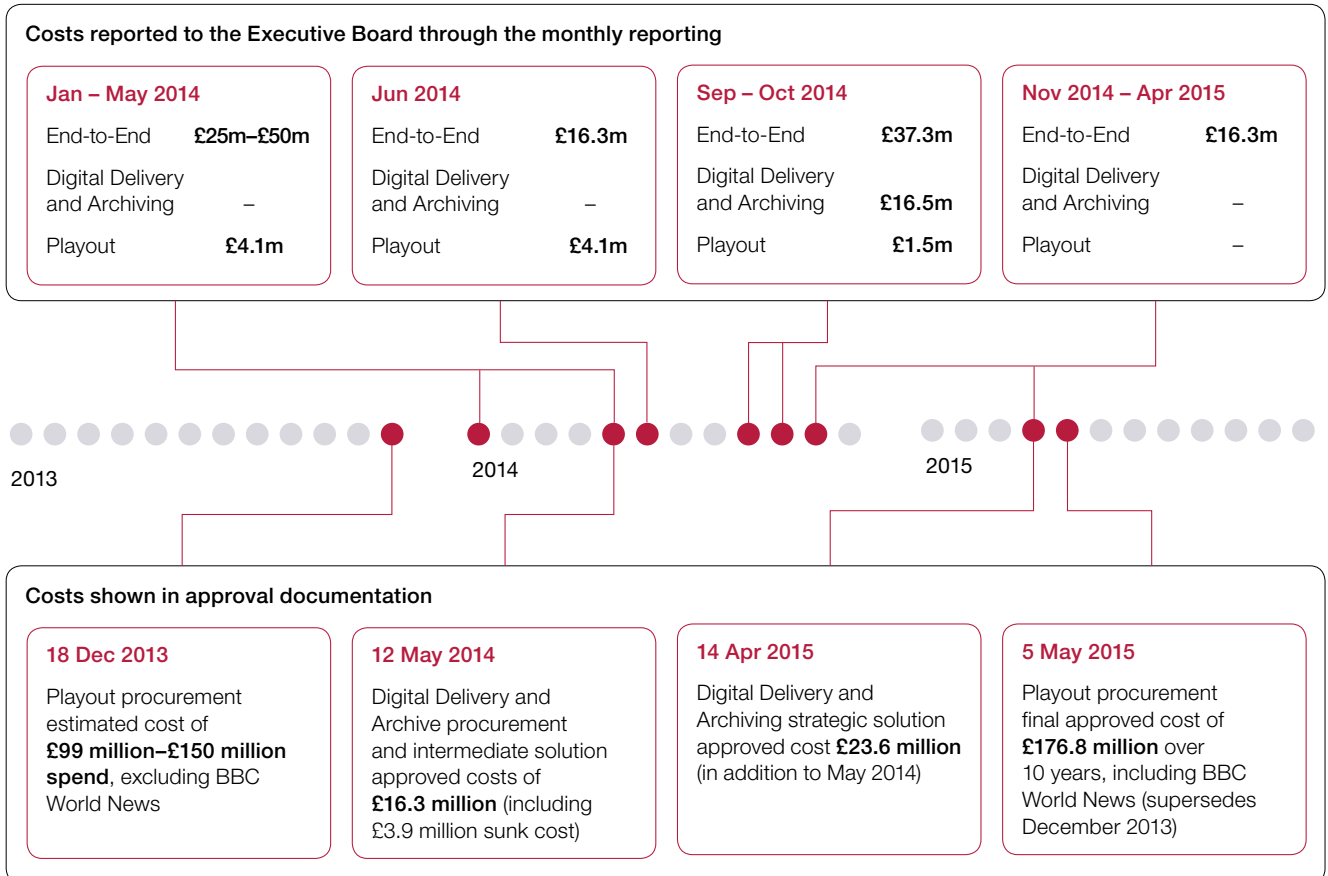 Costs reported to the Executive Board through the monthly reporting
Jan – May 2014
End-to-End £25m–£50m
Digital Delivery
and Archiving –
Playout £4.1m
Jun 2014
End-to-End £16.3m
Digital Delivery
and Archiving –
Playout £4.1m
Sep – Oct 2014
End-to-End £37.3m
Digital Delivery
and Archiving £16.5m
Playout £1.5m
Nov 2014 – Apr 2015
End-to-End £16.3m
Digital Delivery
and Archiving –
Playout –
2013
2014
2015
Costs shown in approval documentation
18 Dec 2013
Playout procurement
estimated cost of
£99 million–£150 million
spend, excluding BBC
World News
12 May 2014
Digital Delivery and
Archive procurement
and intermediate solution
approved costs of
£16.3 million (including
£3.9 million sunk cost)
14 Apr 2015
Digital Delivery and
Archiving strategic solution
approved cost £23.6 million
(in addition to May 2014)
5 May 2015
Playout procurement
final approved cost of
£176.8 million over
10 years, including BBC
World News (supersedes
December 2013)